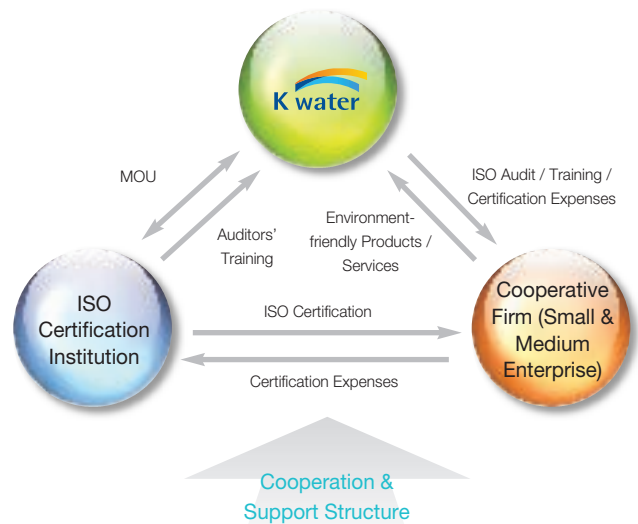 K water
MOU
ISO Audit / Training /
Certification Expenses
Auditors'
Training
Environment-
friendly Products /
Services
ISO
Certification
Institution
ISO Certification
Certification Expenses
Cooperative
Firm (Small &
Medium
Enterprise)
Cooperation &
Support Structure